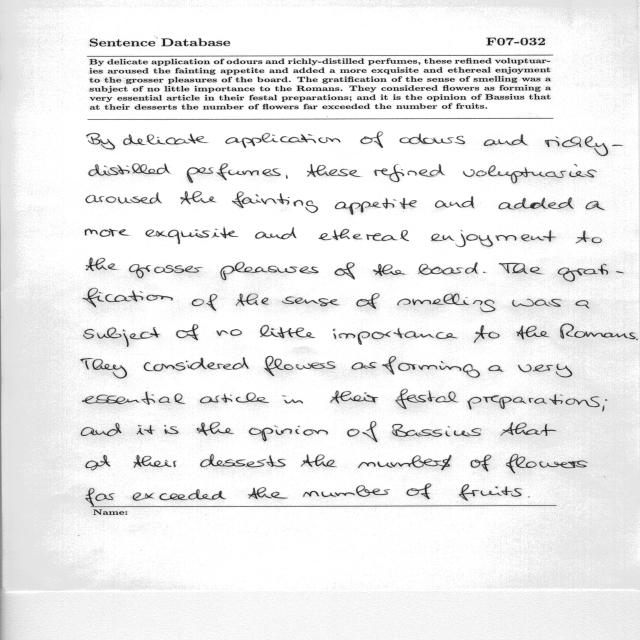 Sentence Database F07-032
By delicate application of odours and richly-distilled perfumes, these refined voluptuar-
ies aroused the fainting appetite and added a more exquisite and ethereal enjoyment
to the grosser pleasures of the board. The gratification of the sense of smelling was a
subject of no little importance to the Romans. They considered flowers as forming a
very essential article in their festal preparations; and it is the opinion of Bassius that
at their desserts the number of flowers far exceeded the number of fruits.
By delicate application of odours and richly-
distilled perfumes, these refined voluptuaries
aroused the fainting appetite and added a
more exquisite and ethereal enjoyment to
the grosser pleasures of the board. The grati-
fication of the sense of smelling was a
subject of no little importance to the Romans.
They considered flowers as forming a very
essential article in their festal preparations;
and it is the opinion of Bassius that
at their desserts the number of flowers
far exceeded the number of fruits.
Name: